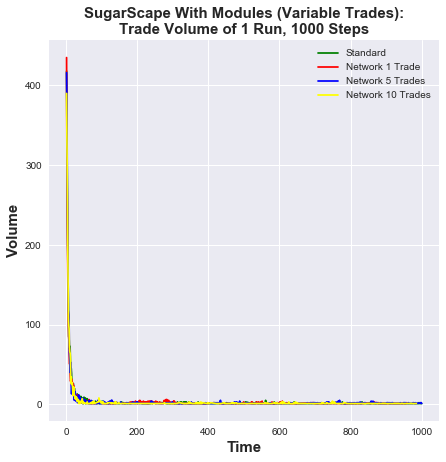 SugarScape With Modules (Variable Trades):
Trade Volume of 1 Run, 1000 Steps
Standard
Network 1 Trade
Network 5 Trades
Network 10 Trades
400
300
200
100
0
Volume
0 200 400 600 800 1000
Time